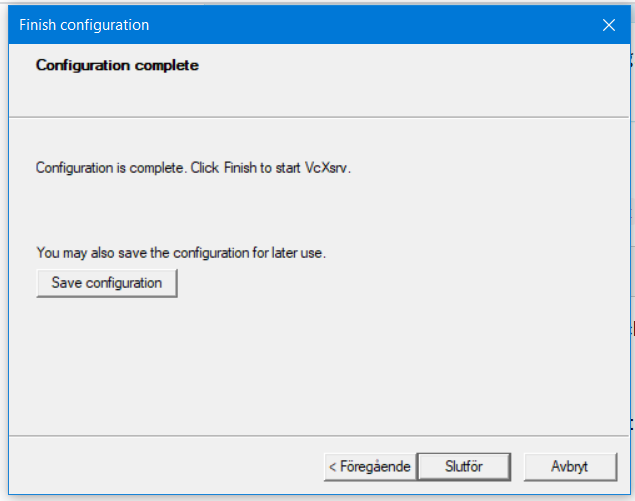 Finish configuration
Configuration complete
Configuration is complete. Click Finish to start VcXsrv.
You may also save the configuration for later use.
Save configuration
< Föregående Slutför Avbryt